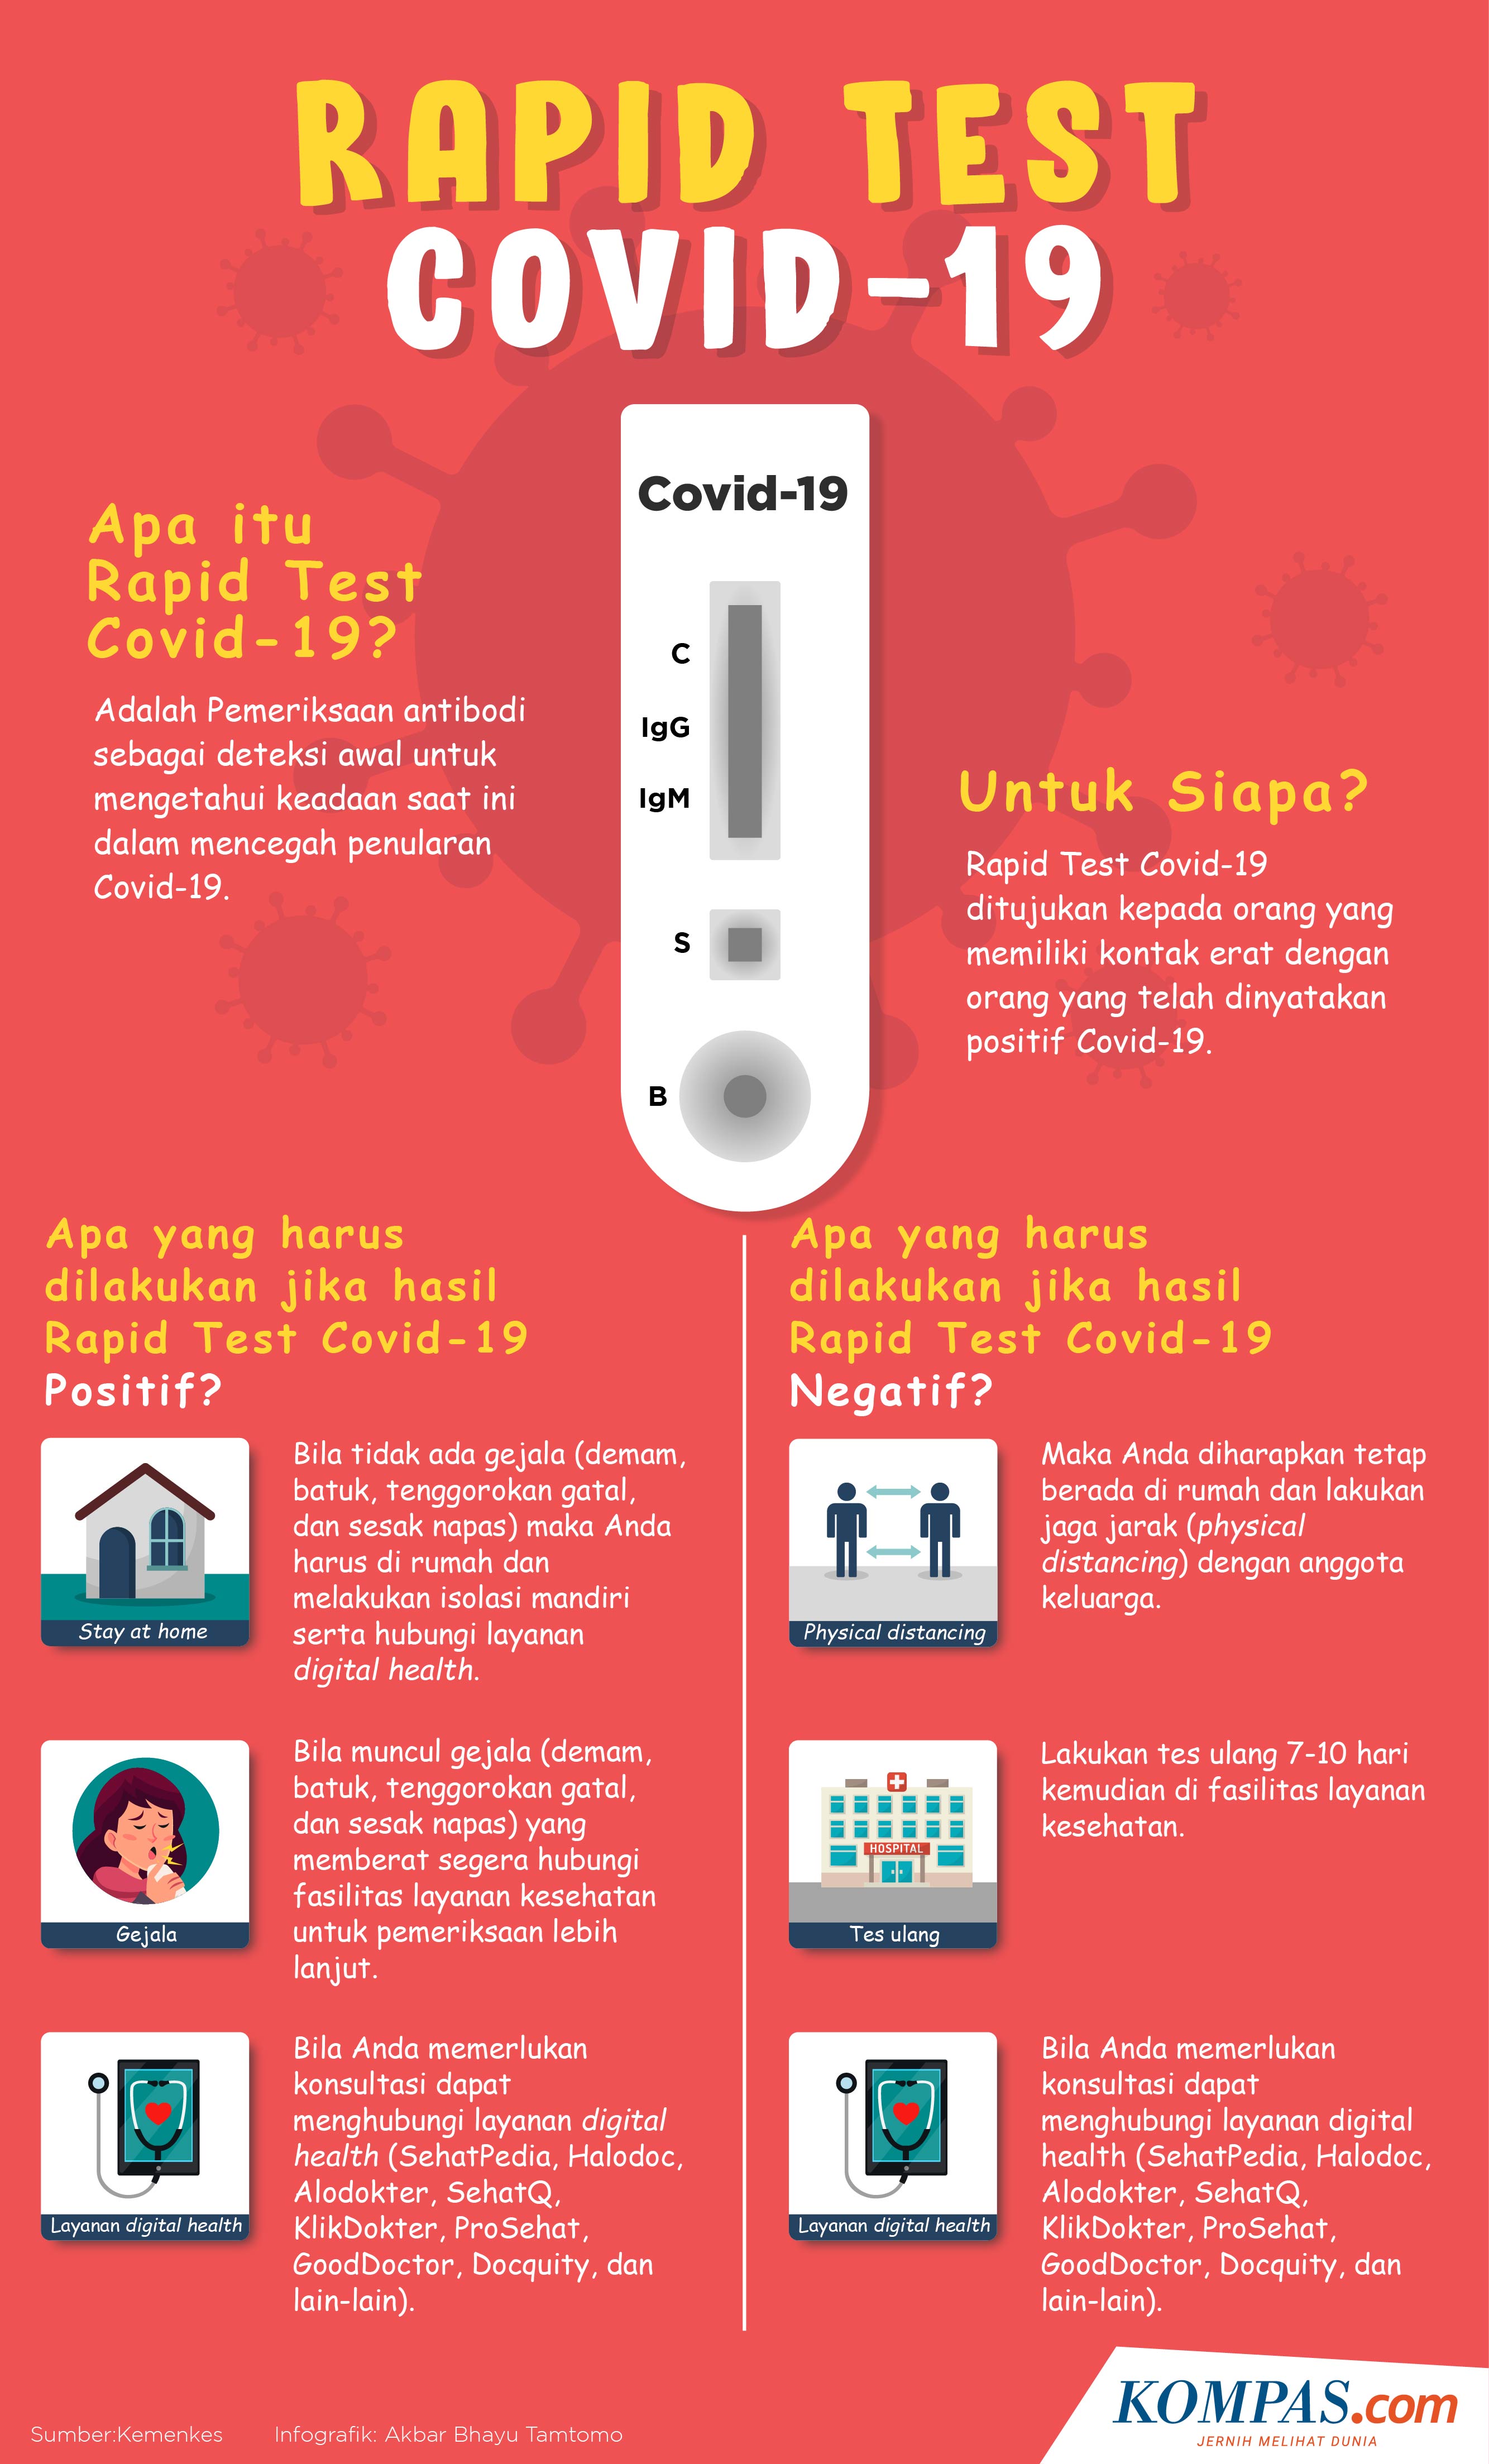 RAPID TEST
COVID-19
Apa itu
Rapid Test
Covid-19?
Adalah Pemeriksaan antibodi
sebagai deteksi awal untuk
mengetahui keadaan saat ini
dalam mencegah penularan
Covid-19.
Covid-19
C
IgG
IgM
S
B
Untuk Siapa?
Rapid Test Covid-19
ditujukan kepada orang yang
memiliki kontak erat dengan
orang yang telah dinyatakan
positif Covid-19.
Apa yang harus
dilakukan jika hasil
Rapid Test Covid-19
Positif?
Stay at home
Bila tidak ada gejala (demam,
batuk, tenggorokan gatal,
dan sesak napas) maka Anda
harus di rumah dan
melakukan isolasi mandiri
serta hubungi layanan
digital health.
Gejala
Bila muncul gejala (demam,
batuk, tenggorokan gatal,
dan sesak napas) yang
memberat segera hubungi
fasilitas layanan kesehatan
untuk pemeriksaan lebih
lanjut.
Layanan digital health
Bila Anda memerlukan
konsultasi dapat
menghubungi layanan digital
health (SehatPedia, Halodoc,
Alodokter, SehatQ,
KlikDokter, ProSehat,
GoodDoctor, Docquity, dan
lain-lain).
Apa yang harus
dilakukan jika hasil
Rapid Test Covid-19
Negatif?
Physical distancing
Maka Anda diharapkan tetap
berada di rumah dan lakukan
jaga jarak (physical
distancing) dengan anggota
keluarga.
HOSPITAL
Tes ulang
Lakukan tes ulang 7-10 hari
kemudian di fasilitas layanan
kesehatan.
Layanan digital health
Bila Anda memerlukan
konsultasi dapat
menghubungi layanan digital
health (SehatPedia, Halodoc,
Alodokter, SehatQ,
KlikDokter, ProSehat,
GoodDoctor, Docquity, dan
lain-lain).
Sumber:Kemenkes
Infografik: Akbar Bhayu Tamtomo
KOMPAS.com
JERNIH MELIHAT DUNIA